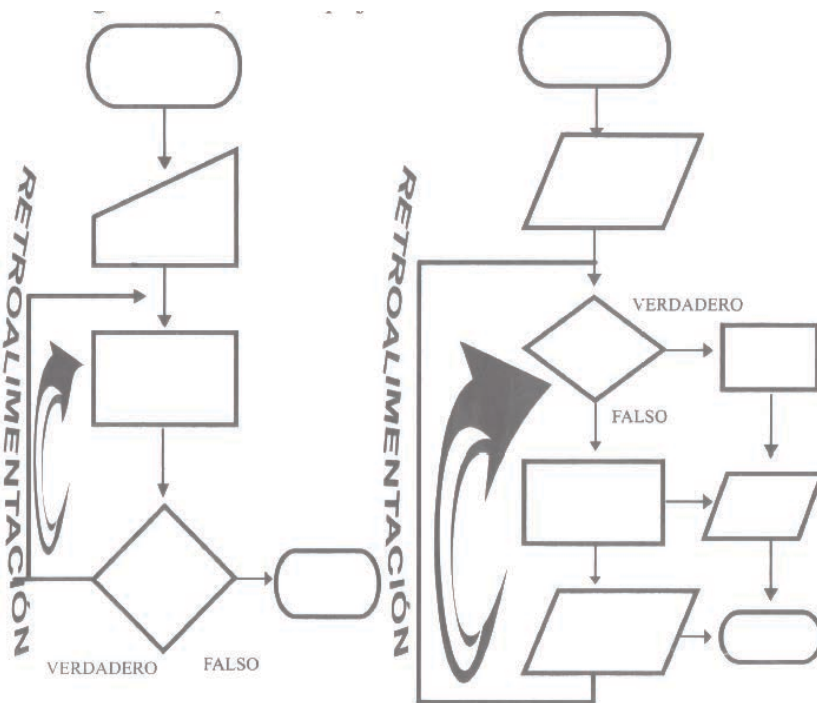 RETROALIMENTACIÓN
VERDADERO
FALSO
RETROALIMENTACIÓN
VERDADERO
FALSO